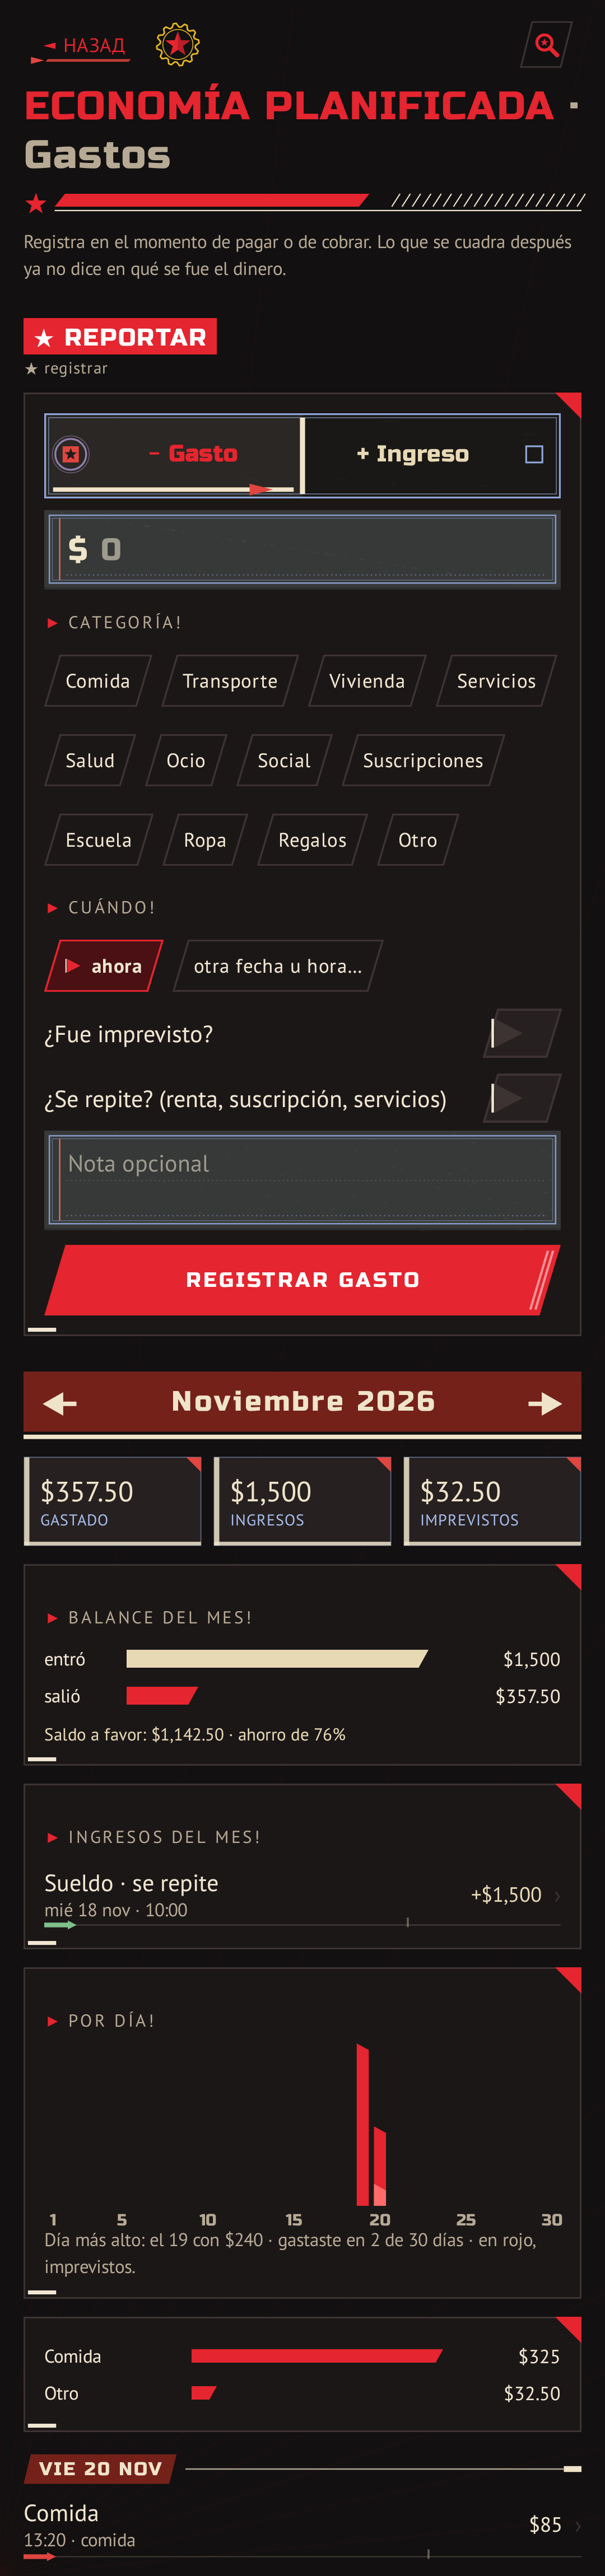 НАЗАД
ECONOMÍA PLANIFICADA ·
Gastos
Registra en el momento de pagar o de cobrar. Lo que se cuadra después
ya no dice en qué se fue el dinero.
★ REPORTAR
★ registrar
− Gasto
+ Ingreso
$ 0
CATEGORÍA!
Comida
Transporte
Vivienda
Servicios
Salud
Ocio
Social
Suscripciones
Escuela
Ropa
Regalos
Otro
CUÁNDO!
ahora
otra fecha u hora…
¿Fue imprevisto?
¿Se repite? (renta, suscripción, servicios)
Nota opcional
REGISTRAR GASTO
Noviembre 2026
$357.50
GASTADO
$1,500
INGRESOS
$32.50
IMPREVISTOS
BALANCE DEL MES!
entró $1,500
salió $357.50
Saldo a favor: $1,142.50 · ahorro de 76%
INGRESOS DEL MES!
Sueldo · se repite
mié 18 nov · 10:00
+$1,500 ›
POR DÍA!
1 5 10 15 20 25 30
Día más alto: el 19 con $240 · gastaste en 2 de 30 días · en rojo,
imprevistos.
Comida $325
Otro $32.50
VIE 20 NOV
Comida
13:20 · comida
$85 ›